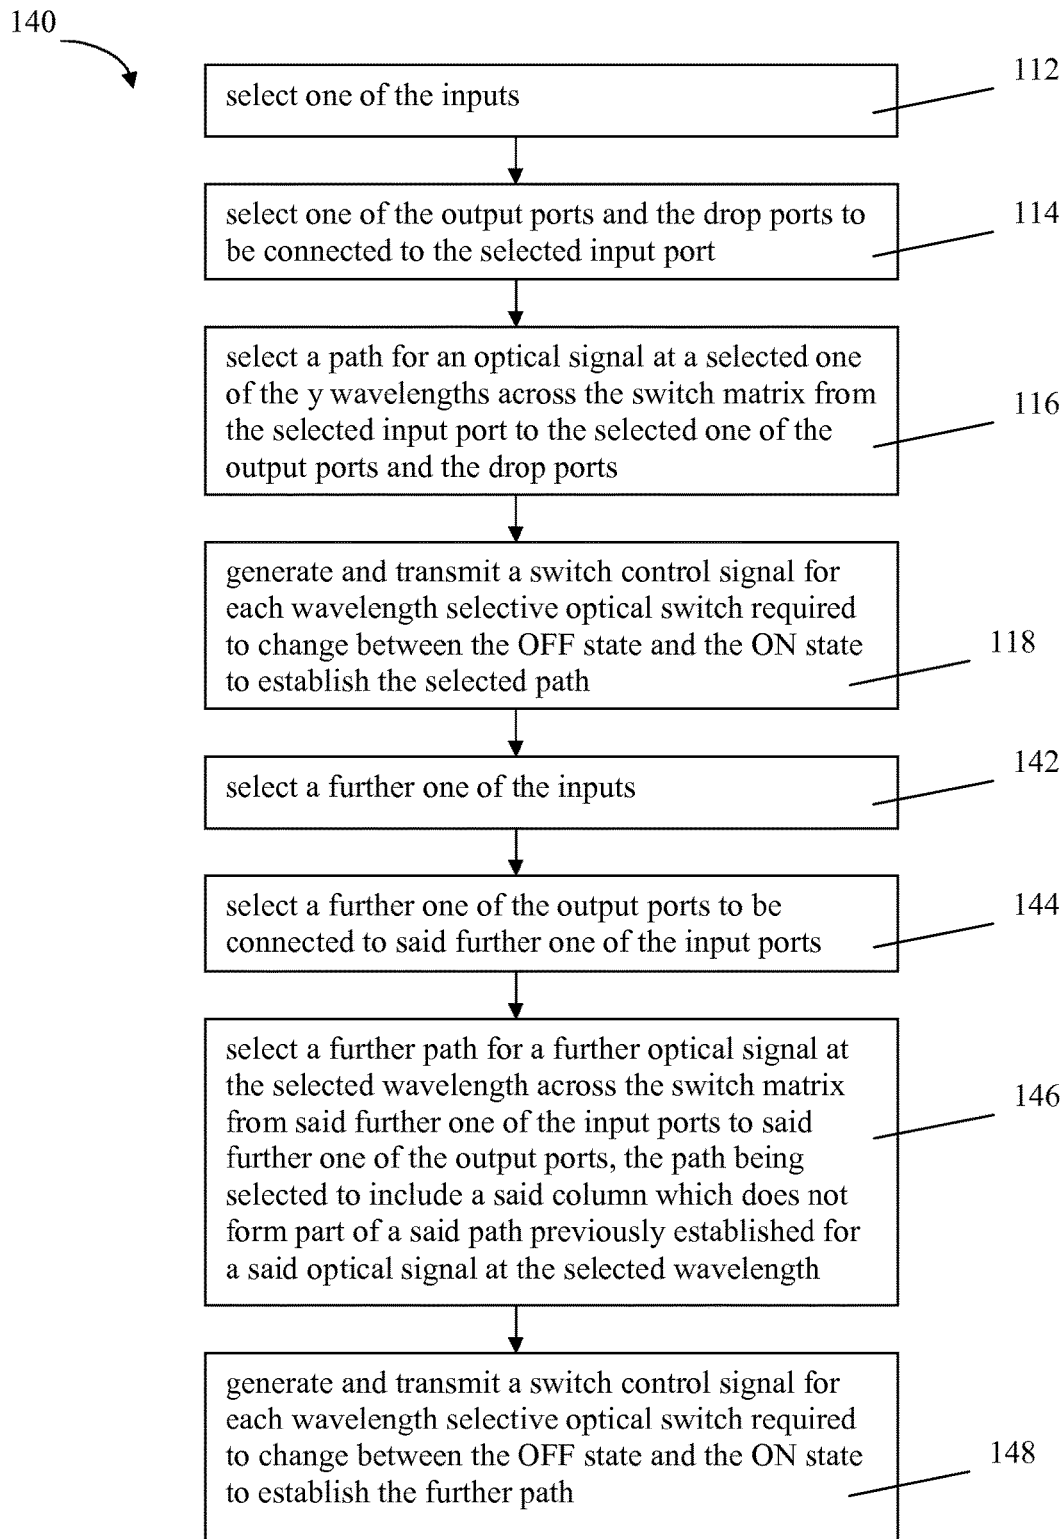 140
select one of the inputs
112
select one of the output ports and the drop ports to
be connected to the selected input port
114
select a path for an optical signal at a selected one
of the y wavelengths across the switch matrix from
the selected input port to the selected one of the
output ports and the drop ports
116
generate and transmit a switch control signal for
each wavelength selective optical switch required
to change between the OFF state and the ON state
to establish the selected path
118
select a further one of the inputs
142
select a further one of the output ports to be
connected to said further one of the input ports
144
select a further path for a further optical signal at
the selected wavelength across the switch matrix
from said further one of the input ports to said
further one of the output ports, the path being
selected to include a said column which does not
form part of a said path previously established for
a said optical signal at the selected wavelength
146
generate and transmit a switch control signal for
each wavelength selective optical switch required
to change between the OFF state and the ON state
to establish the further path
148